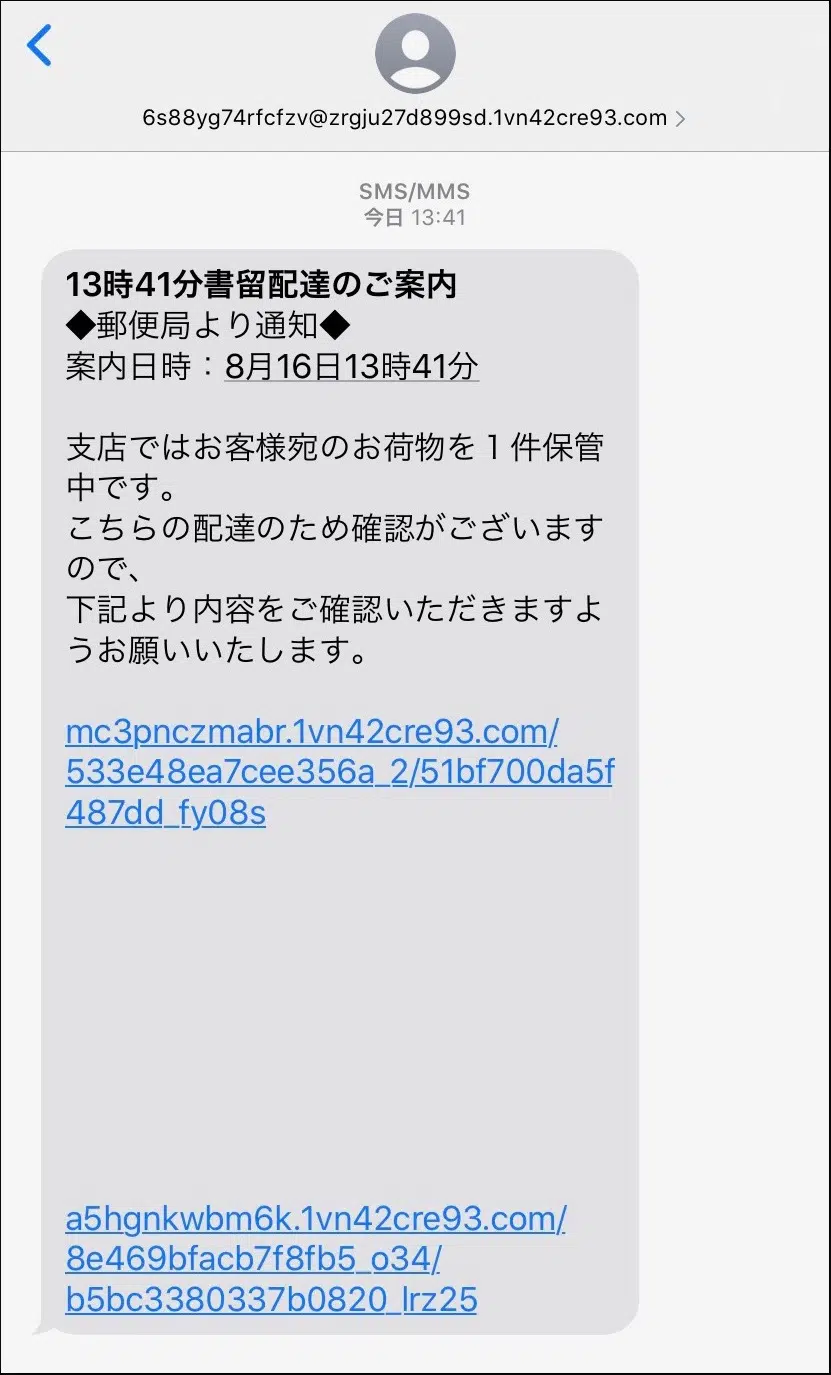 6s88yg74rfcfzv@zrgju27d899sd.1vn42cre93.com
SMS/MMS
今日 13:41
13時41分書留配達のご案内
◆郵便局より通知◆
案内日時：8月16日13時41分
支店ではお客様宛のお荷物を１件保管
中です。
こちらの配達のため確認がございます
ので、
下記より内容をご確認いただきますよ
うお願いいたします。
mc3pnczmabr.1vn42cre93.com/
533e48ea7cee356a_2/51bf700da5f
487dd_fy08s
a5hgnkwbm6k.1vn42cre93.com/
8e469bfacb7f8fb5_o34/
b5bc3380337b0820_lrz25